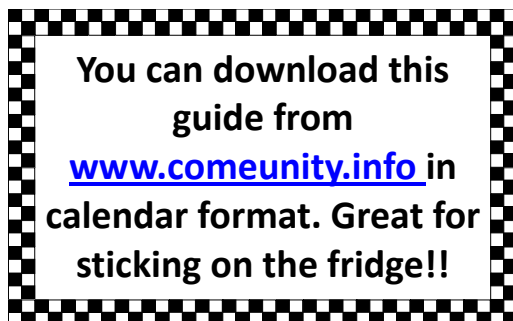 You can download this
guide from
www.comeunity.info in
calendar format. Great for
sticking on the fridge!!